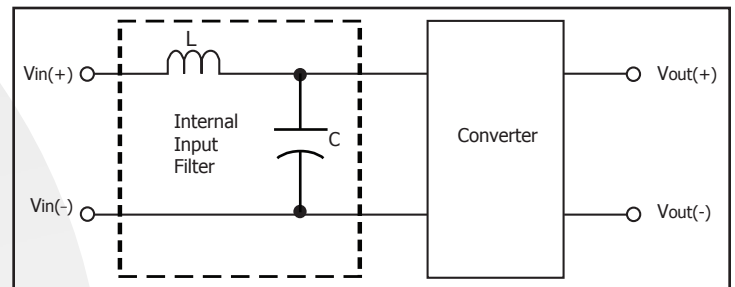 L
Vin(+)
Vout(+)
Internal
Input
Filter
C
Converter
Vin(-)
Vout(-)